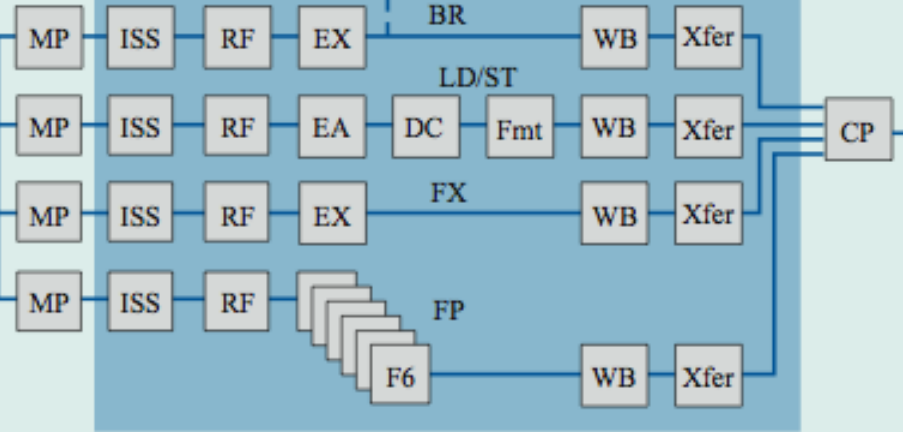 BR
MP ISS RF EX WB Xfer
LD/ST
MP ISS RF EA DC Fmt WB Xfer CP
FX
MP ISS RF EX WB Xfer
MP ISS RF FP
F6 WB Xfer